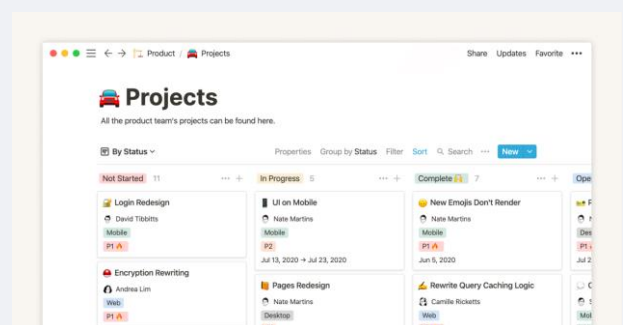 Product / Projects
Share Updates Favorite
Projects
All the product team's projects can be found here.
By Status
Properties Group by Status Filter Sort Search New
Not Started 11
In Progress 5
Complete 7
Login Redesign
David Tibbitts
Mobile
P1
Encryption Rewriting
Andrea Lim
Web
P1
UI on Mobile
Nate Martins
Mobile
P2
Jul 13, 2020 → Jul 23, 2020
Pages Redesign
Nate Martins
Desktop
New Emojis Don't Render
Nate Martins
Mobile
P1
Jun 5, 2020
Rewrite Query Caching Logic
Camille Ricketts
Web